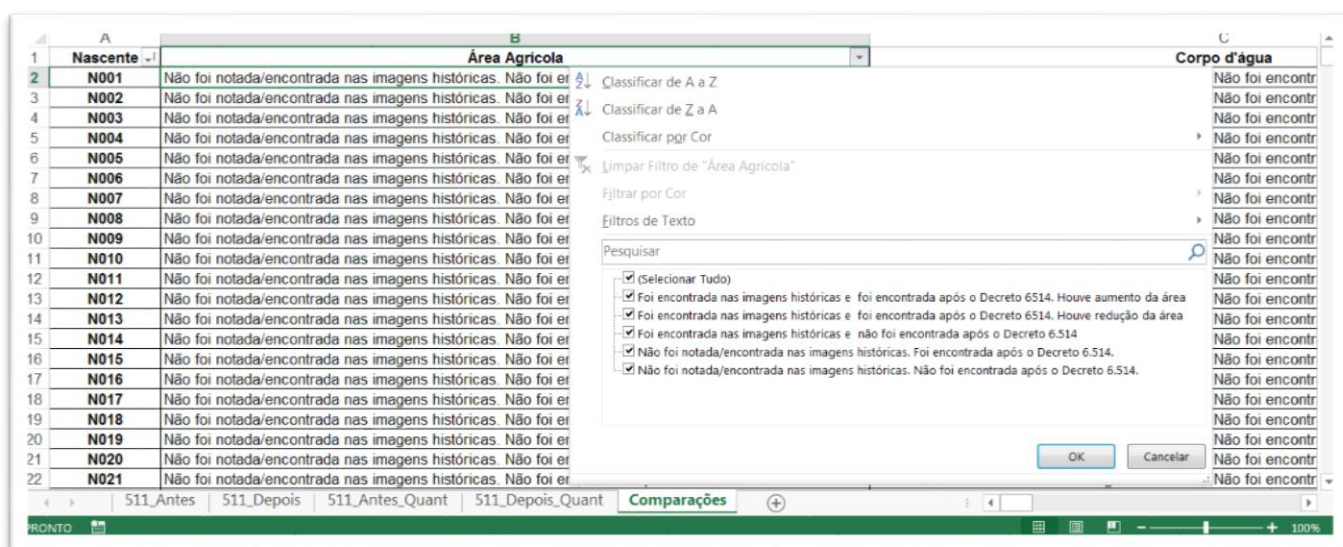 A B C
1 Nascente Área Agrícola Corpo d'água
2 N001 Não foi notada/encontrada nas imagens históricas. Não foi er Classificar de A a Z Não foi encontr
3 N002 Não foi notada/encontrada nas imagens históricas. Não foi er Não foi encontr
4 N003 Não foi notada/encontrada nas imagens históricas. Não foi er Classificar de Z a A Não foi encontr
5 N004 Não foi notada/encontrada nas imagens históricas. Não foi er Classificar por Cor Não foi encontr
6 N005 Não foi notada/encontrada nas imagens históricas. Não foi er Limpar Filtro de "Área Agrícola" Não foi encontr
7 N006 Não foi notada/encontrada nas imagens históricas. Não foi er Não foi encontr
8 N007 Não foi notada/encontrada nas imagens históricas. Não foi er Filtrar por Cor Não foi encontr
9 N008 Não foi notada/encontrada nas imagens históricas. Não foi er Filtros de Texto Não foi encontr
10 N009 Não foi notada/encontrada nas imagens históricas. Não foi er Pesquisar Não foi encontr
11 N010 Não foi notada/encontrada nas imagens históricas. Não foi er Não foi encontr
12 N011 Não foi notada/encontrada nas imagens históricas. Não foi er (Selecionar Tudo) Não foi encontr
13 N012 Não foi notada/encontrada nas imagens históricas. Não foi er Foi encontrada nas imagens históricas e foi encontrada após o Decreto 6514. Houve aumento da área Não foi encontr
14 N013 Não foi notada/encontrada nas imagens históricas. Não foi er Foi encontrada nas imagens históricas e foi encontrada após o Decreto 6514. Houve redução da área Não foi encontr
15 N014 Não foi notada/encontrada nas imagens históricas. Não foi er Foi encontrada nas imagens históricas e não foi encontrada após o Decreto 6.514 Não foi encontr
16 N015 Não foi notada/encontrada nas imagens históricas. Não foi er Não foi notada/encontrada nas imagens históricas. Foi encontrada após o Decreto 6.514. Não foi encontr
17 N016 Não foi notada/encontrada nas imagens históricas. Não foi er Não foi notada/encontrada nas imagens históricas. Não foi encontrada após o Decreto 6.514. Não foi encontr
18 N017 Não foi notada/encontrada nas imagens históricas. Não foi er Não foi encontr
19 N018 Não foi notada/encontrada nas imagens históricas. Não foi er Não foi encontr
20 N019 Não foi notada/encontrada nas imagens históricas. Não foi er Não foi encontr
21 N020 Não foi notada/encontrada nas imagens históricas. Não foi er OK Cancelar Não foi encontr
22 N021 Não foi notada/encontrada nas imagens históricas. Não foi er Não foi encontr
511_Antes 511_Depois 511_Antes_Quant 511_Depois_Quant Comparações
PRONTO 100%